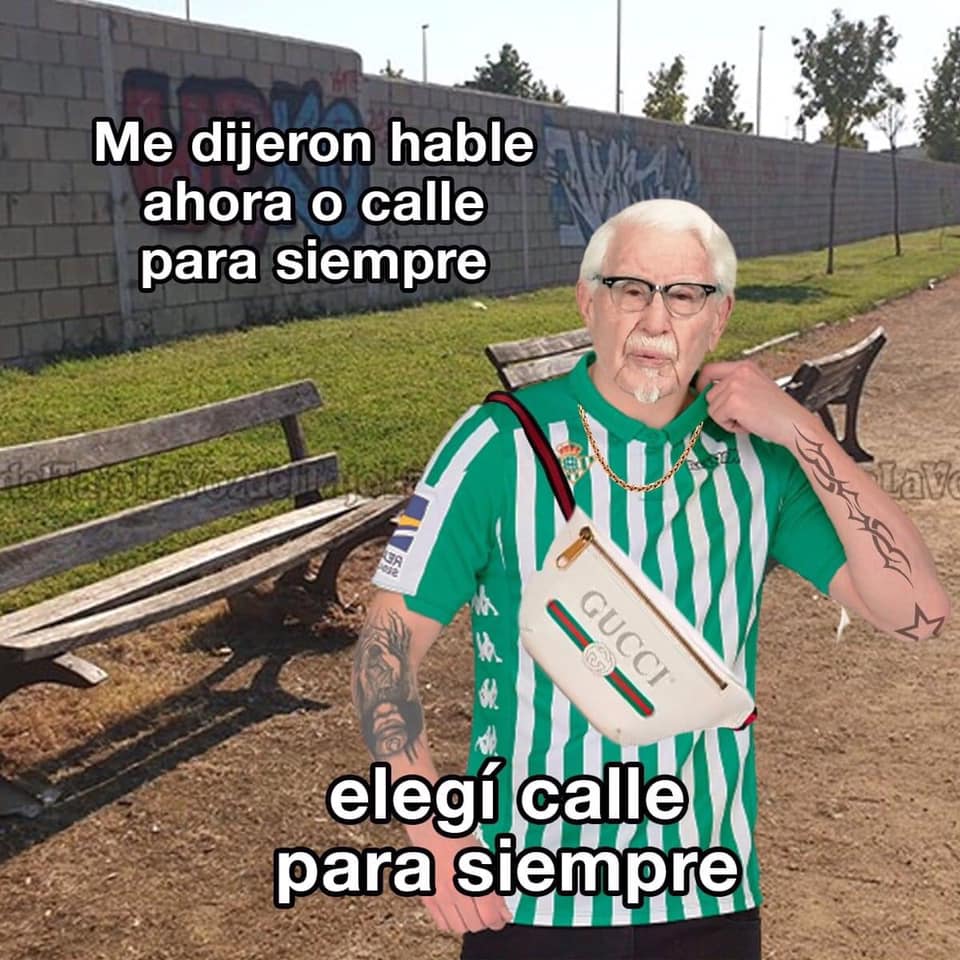 Me dijeron hable
ahora o calle
para siempre
GUCCI
elegí calle
para siempre